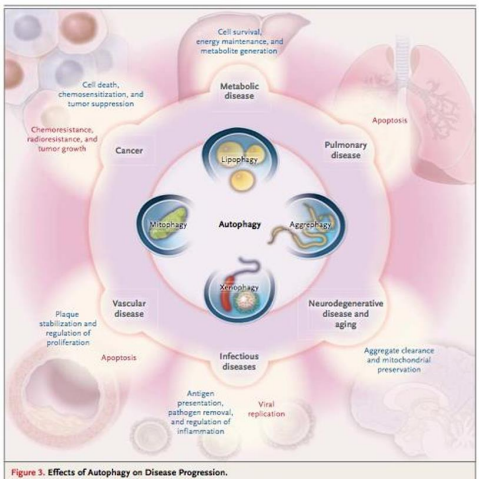 Cell survival,
energy maintenance, and
metabolite generation
Cell death,
chemosensitization, and
tumor suppression
Metabolic
disease
Chemoresistance,
radioresistance, and
tumor growth
Apoptosis
Cancer
Pulmonary
disease
Lipophagy
Mitophagy
Autophagy
Aggrephagy
Xenophagy
Vascular
disease
Neurodegenerative
disease and
aging
Plaque
stabilization and
regulation of
proliferation
Apoptosis
Infectious
diseases
Aggregate clearance
and mitochondrial
preservation
Antigen
presentation,
pathogen removal,
and regulation of
inflammation
Viral
replication
Figure 3. Effects of Autophagy on Disease Progression.